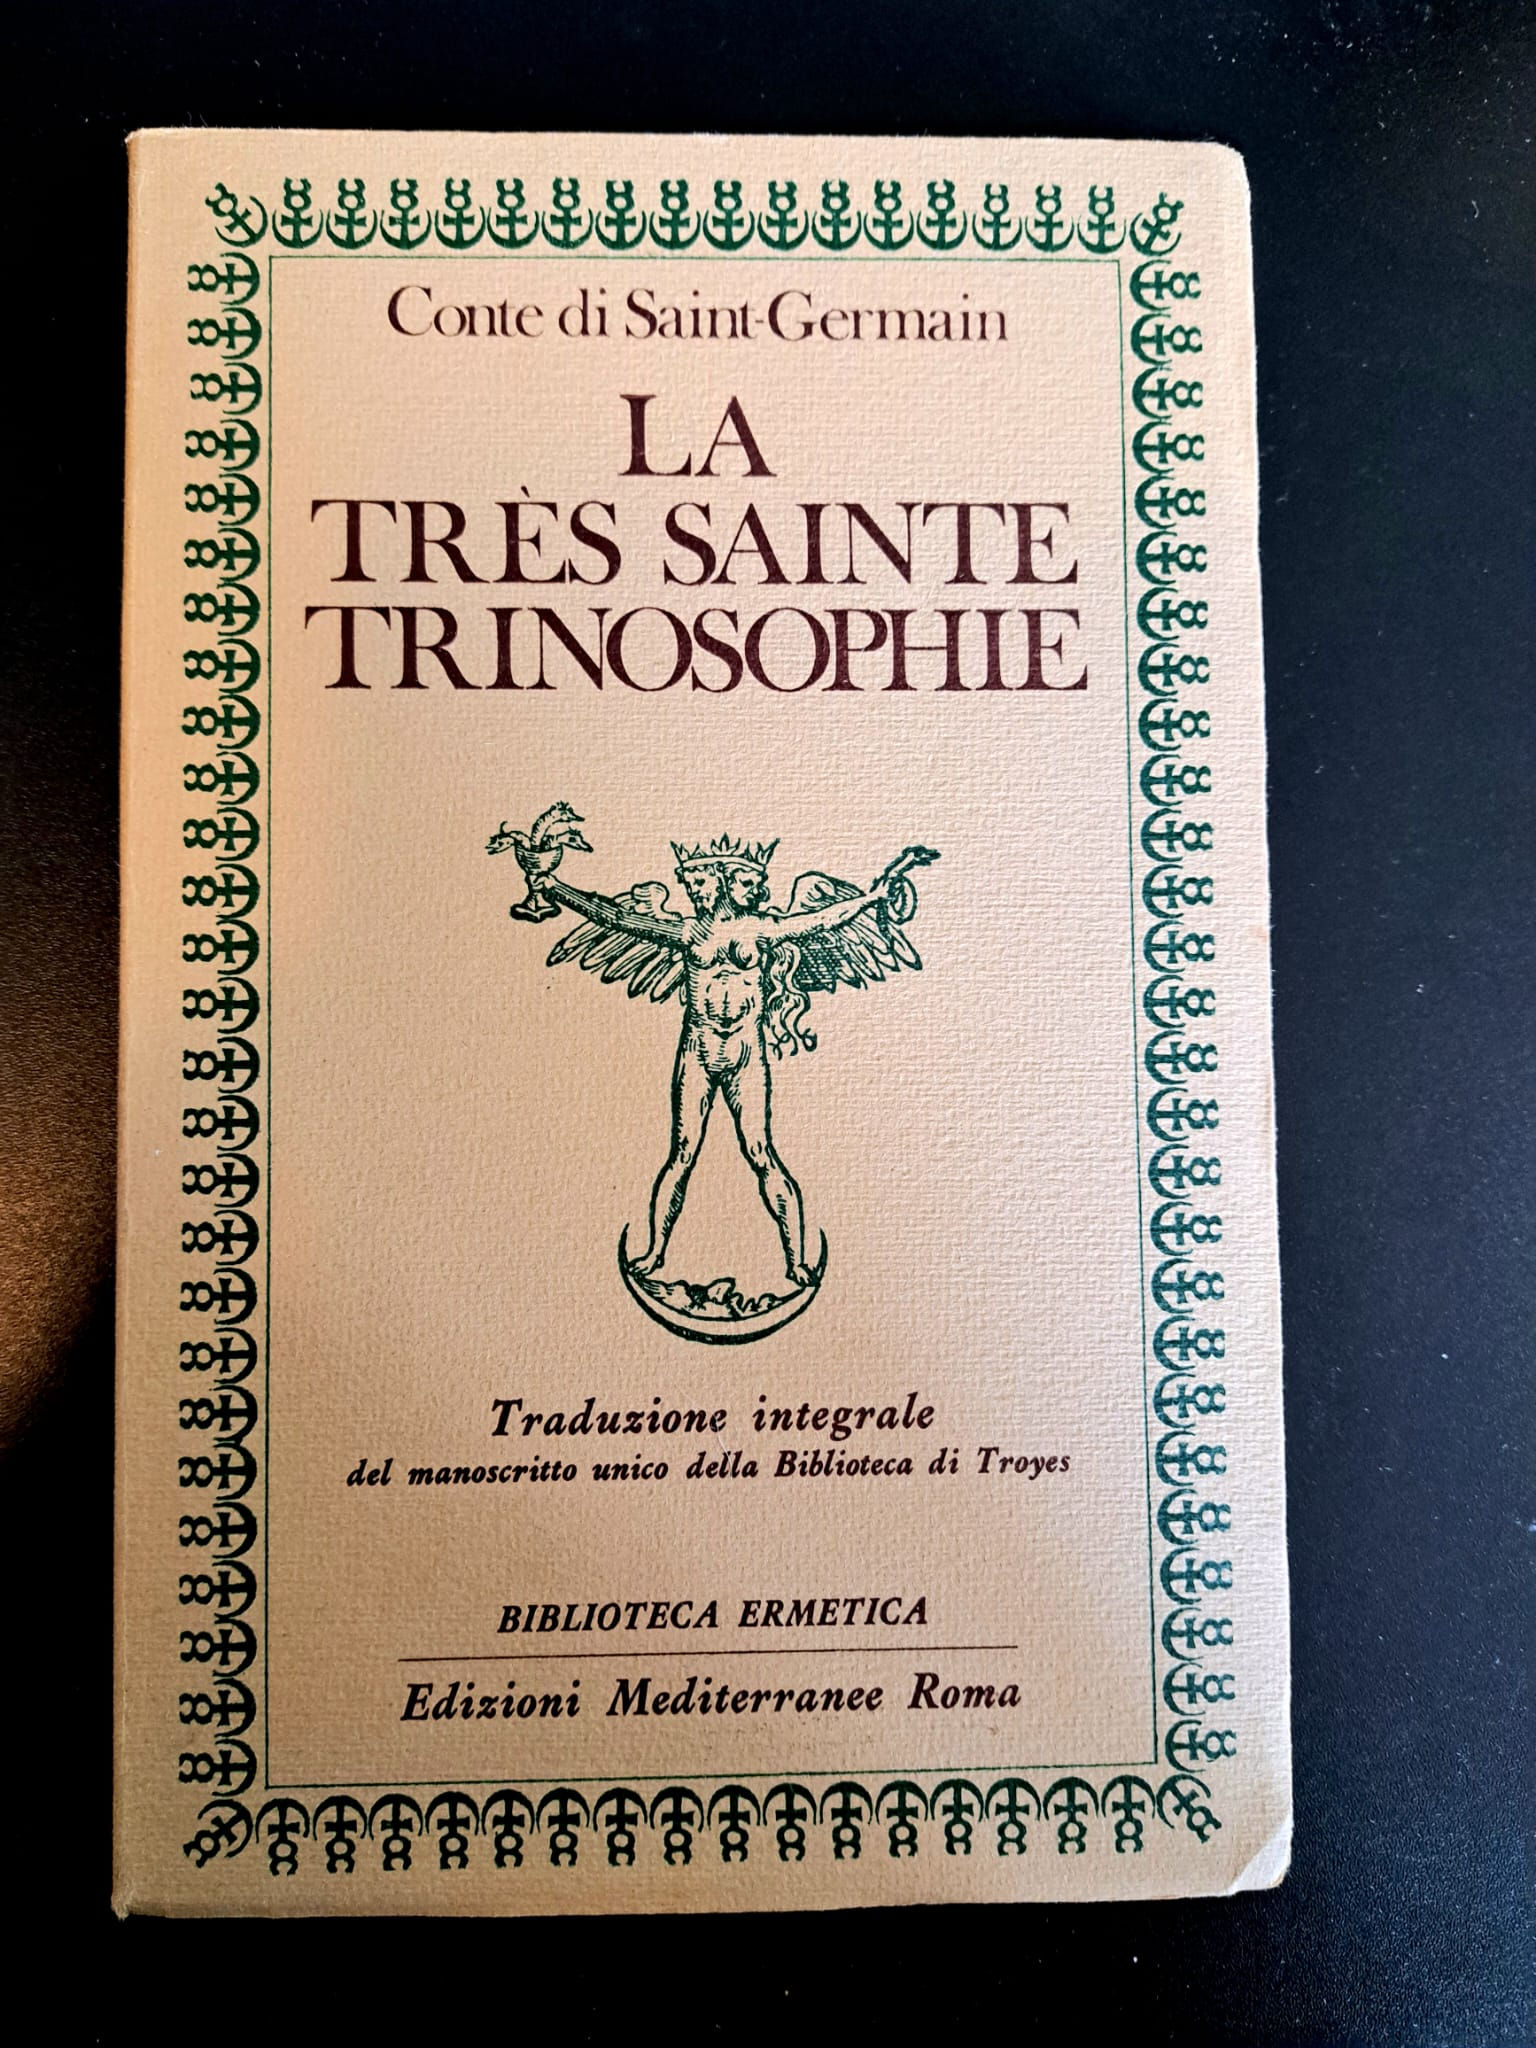 Conte di Saint-Germain
LA
TRÈS SAINTE
TRINOSOPHIE
Traduzione integrale
del manoscritto unico della Biblioteca di Troyes
BIBLIOTECA ERMETICA
Edizioni Mediterranee Roma